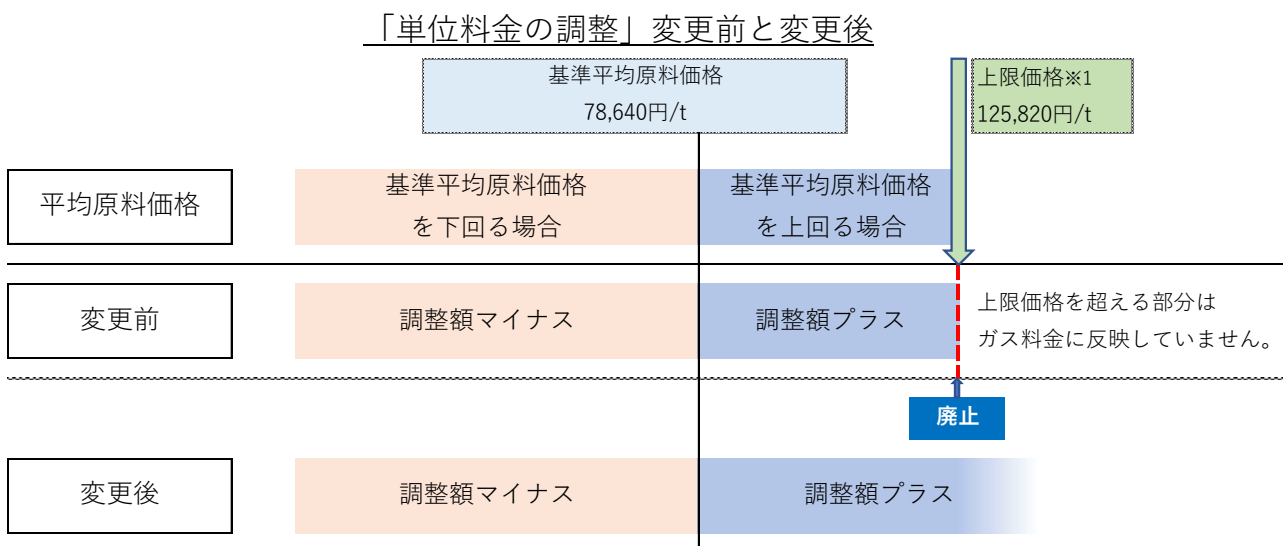 「単位料金の調整」変更前と変更後
基準平均原料価格
78,640円/t
上限価格※1
125,820円/t
平均原料価格
基準平均原料価格
を下回る場合
基準平均原料価格
を上回る場合
変更前
調整額マイナス
調整額プラス
上限価格を超える部分は
ガス料金に反映していません。
廃止
変更後
調整額マイナス
調整額プラス